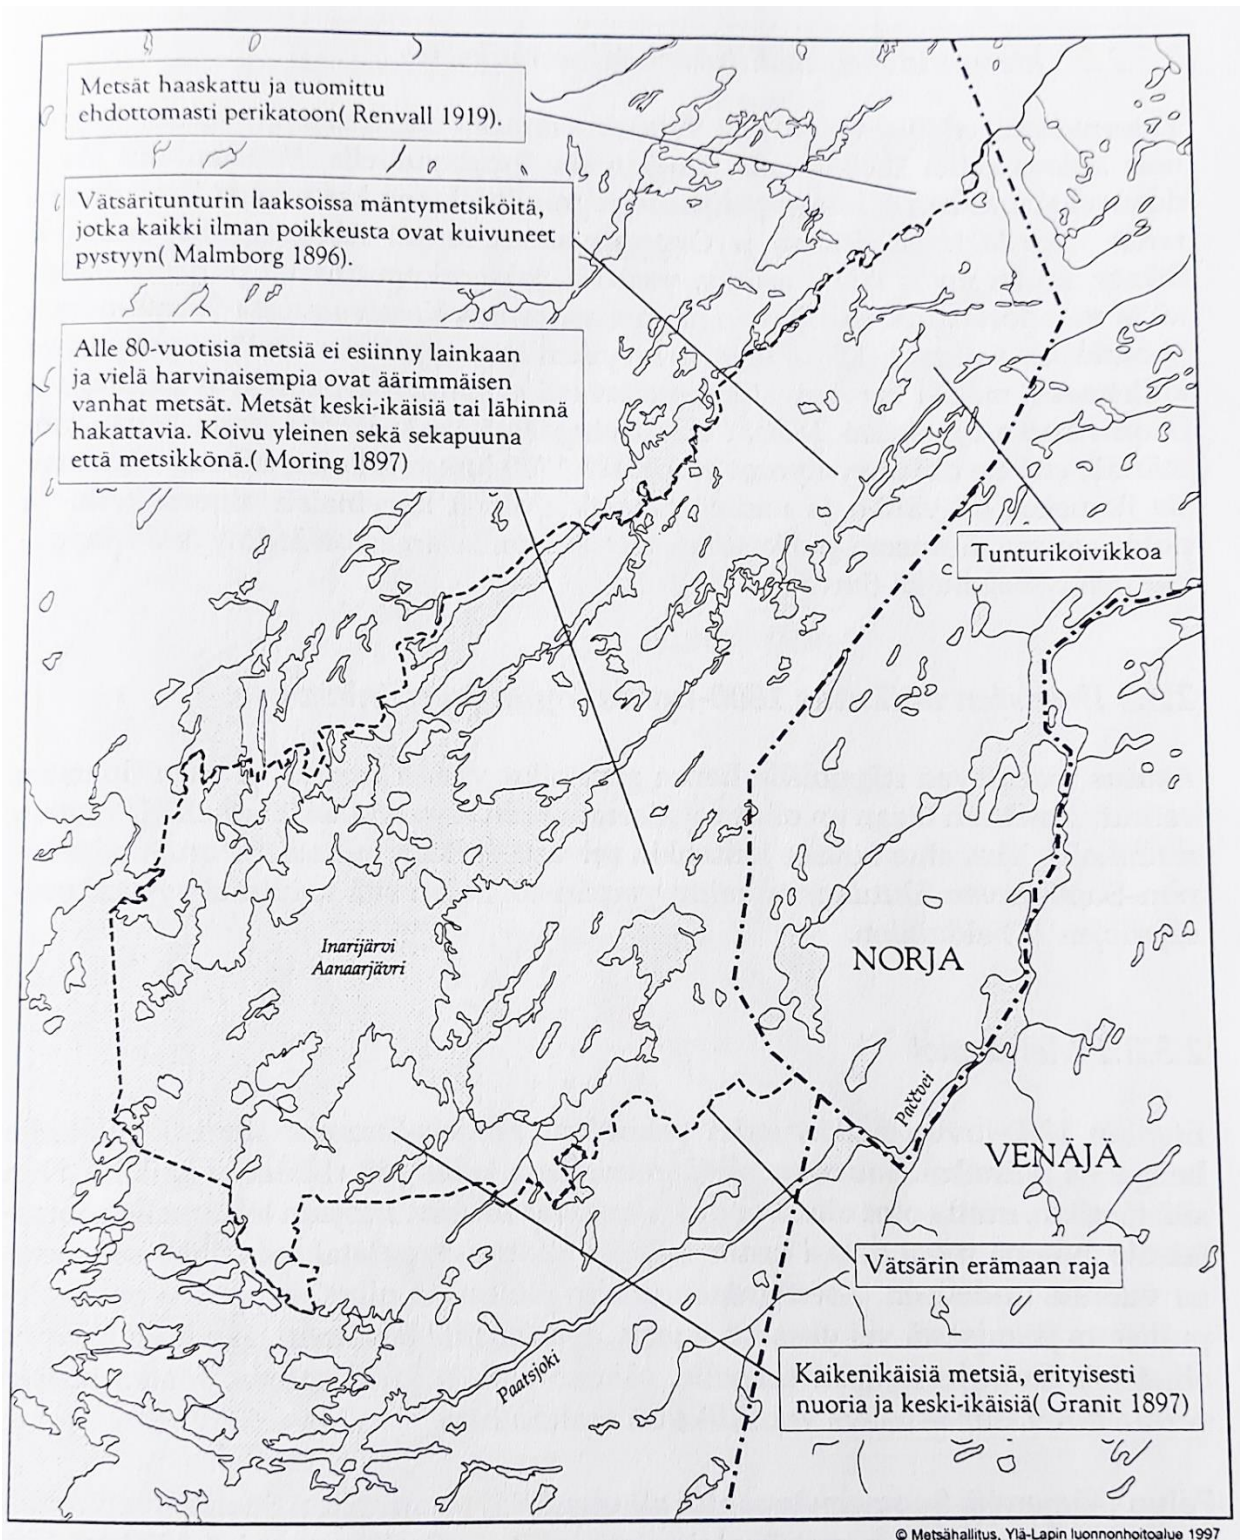 Metsät haaskattu ja tuomittu
ehdottomasti perikatoon( Renvall 1919).
Vätsäritunturin laaksoissa mäntymetsiköitä,
jotka kaikki ilman poikkeusta ovat kuivuneet
pystyyn( Malmborg 1896).
Alle 80-vuotisia metsiä ei esiinny lainkaan
ja vielä harvinaisempia ovat äärimmäisen
vanhat metsät. Metsät keski-ikäisiä tai lähinnä
hakattavia. Koivu yleinen sekä sekapuuna
että metsikkönä.( Moring 1897)
Tunturikoivikkoa
Inarijärvi
Aanaarjävri
NORJA
Paččvei
VENÄJÄ
Vätsärin erämaan raja
Paatsjoki
Kaikenikäisiä metsiä, erityisesti
nuoria ja keski-ikäisiä( Granit 1897)
© Metsähallitus, Ylä-Lapin luonnonhoitoalue 1997